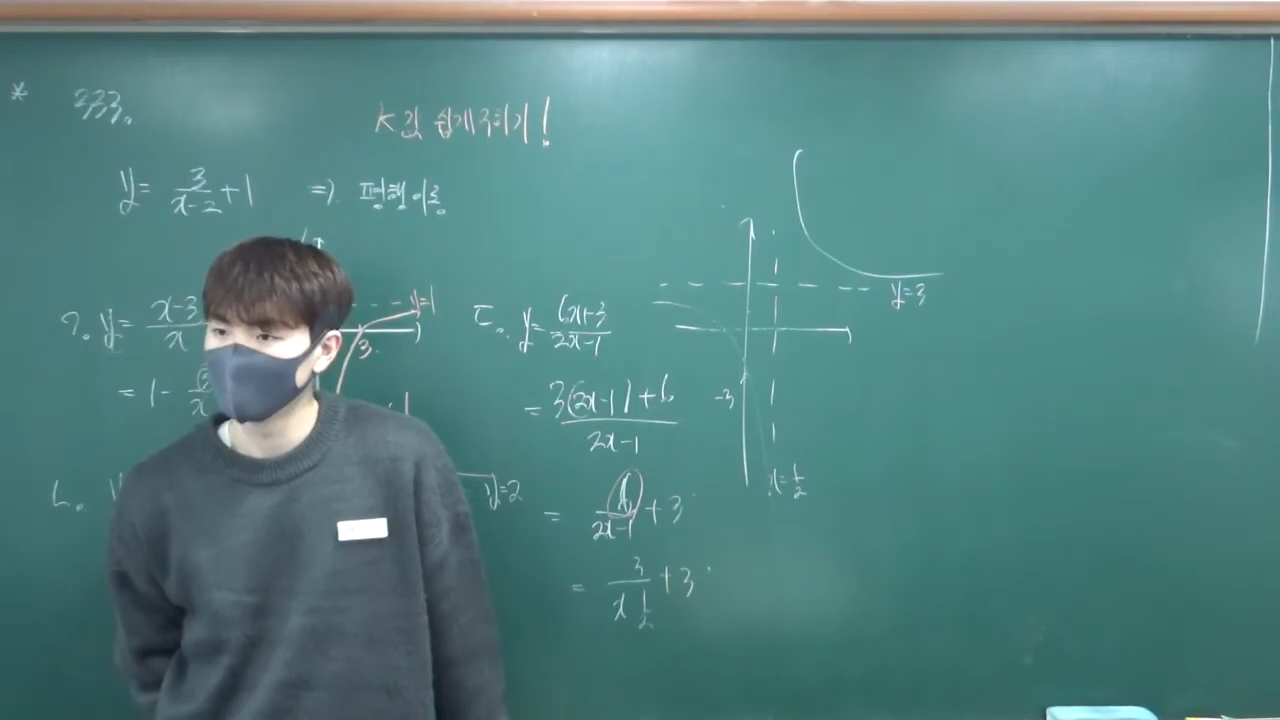 * 333.
K값 쉽게구하기!
y= 3/(x-2) +1 ⇒ 평행이동
ㄱ. y= (x-3)/x
= 1-
y=1
3.
ㄴ.
y=2
ㄷ. y= (6x+3)/(2x-1)
= (3(2x-1)+6)/(2x-1)
= 6/(2x-1) +3
= 3/(x 1/2) +3
y=3
-3
x=1/2